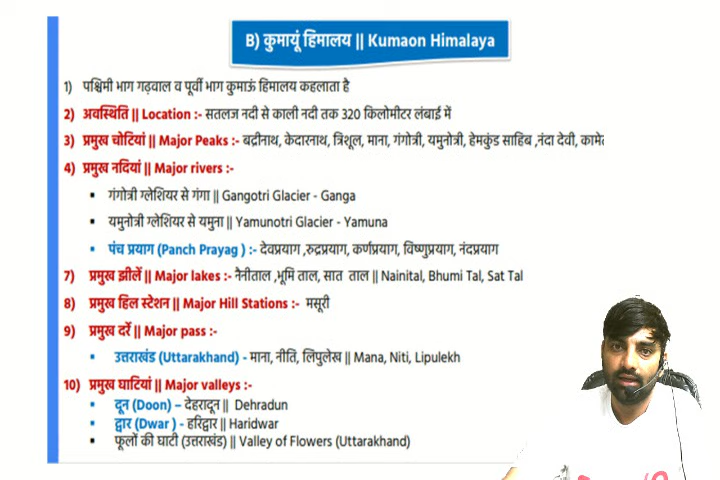 B) कुमायूं हिमालय || Kumaon Himalaya
1) पश्चिमी भाग गढ़वाल व पूर्वी भाग कुमाऊं हिमालय कहलाता है
2) अवस्थिति || Location :- सतलज नदी से काली नदी तक 320 किलोमीटर लंबाई में
3) प्रमुख चोटियां || Major Peaks :- बद्रीनाथ, केदारनाथ, त्रिशूल, माना, गंगोत्री, यमुनोत्री, हेमकुंड साहिब ,नंदा देवी,
4) प्रमुख नदियां || Major rivers :-
▪ गंगोत्री ग्लेशियर से गंगा || Gangotri Glacier - Ganga
▪ यमुनोत्री ग्लेशियर से यमुना || Yamunotri Glacier - Yamuna
▪ पंच प्रयाग (Panch Prayag ) :- देवप्रयाग ,रुद्रप्रयाग, कर्णप्रयाग, विष्णुप्रयाग, नंदप्रयाग
7) प्रमुख झीलें || Major lakes :- नैनीताल ,भूमि ताल, सात ताल || Nainital, Bhumi Tal, Sat Tal
8) प्रमुख हिल स्टेशन || Major Hill Stations :- मसूरी
9) प्रमुख दर्रे || Major pass :-
▪ उत्तराखंड (Uttarakhand) - माना, नीति, लिपुलेख || Mana, Niti, Lipulekh
10) प्रमुख घाटियां || Major valleys :-
▪ दून (Doon) – देहरादून || Dehradun
▪ द्वार (Dwar ) - हरिद्वार || Haridwar
▪ फूलों की घाटी (उत्तराखंड) || Valley of Flowers (Uttarakhand)